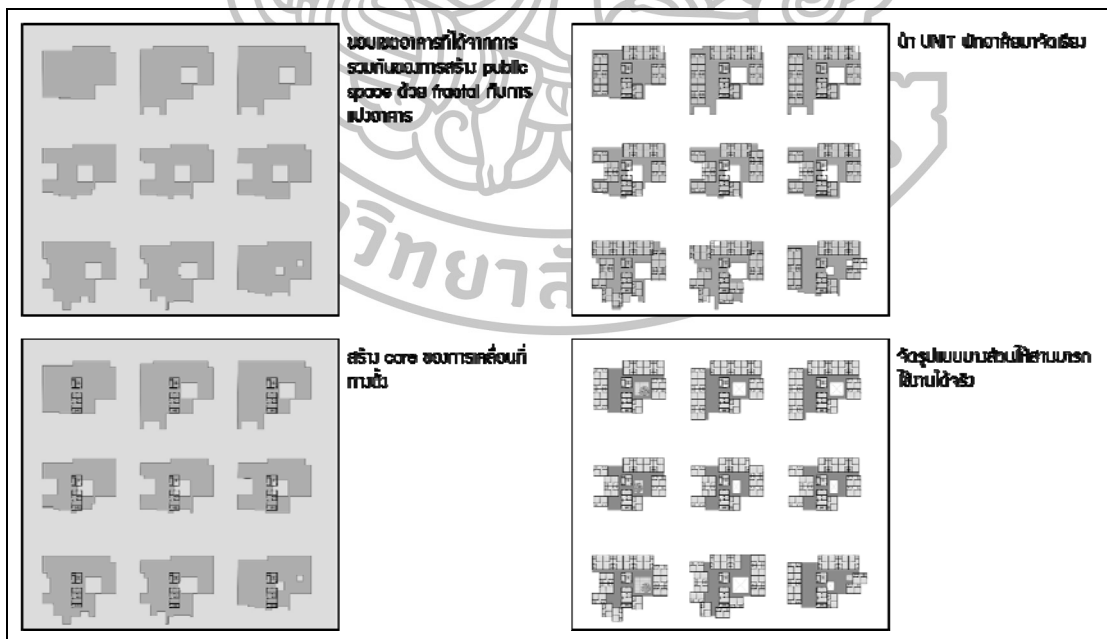 ขอบเขตอาคารที่ได้จากการ
รวมกันของการสร้าง public
space ด้วย fractal กับการ
แบ่งอาคาร
นำ UNIT พักอาศัยมาจัดเรียง
สร้าง core ของการเคลื่อนที่
ทางตั้ง
จัดรูปแบบบางส่วนให้สามมารถ
ใช้งานได้จริง
วิทยาลั